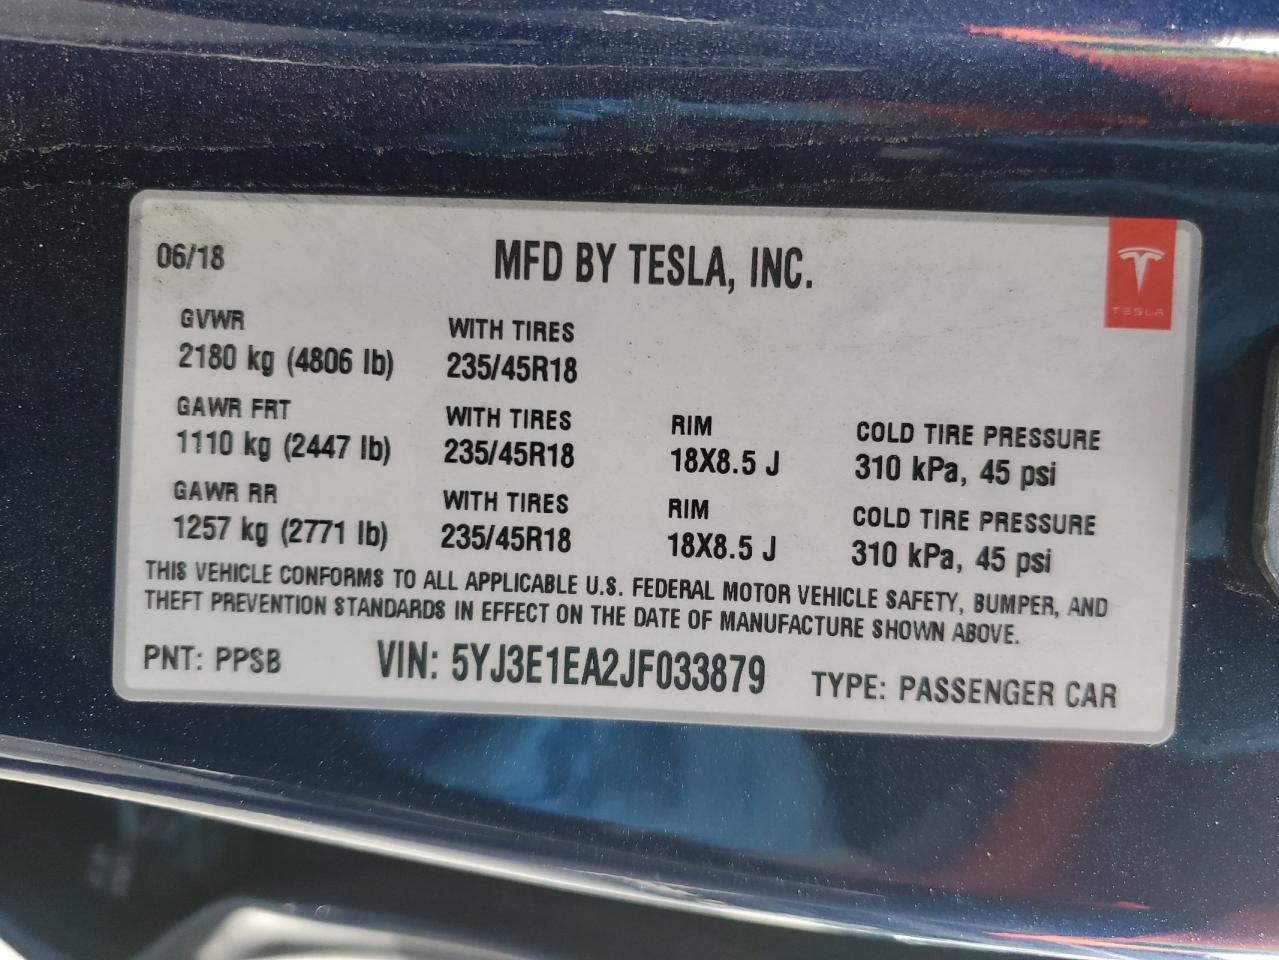 06/18 MFD BY TESLA, INC.
TESLA
GVWR WITH TIRES
2180 kg (4806 lb) 235/45R18
GAWR FRT WITH TIRES RIM COLD TIRE PRESSURE
1110 kg (2447 lb) 235/45R18 18X8.5 J 310 kPa, 45 psi
GAWR RR WITH TIRES RIM COLD TIRE PRESSURE
1257 kg (2771 lb) 235/45R18 18X8.5 J 310 kPa, 45 psi
THIS VEHICLE CONFORMS TO ALL APPLICABLE U.S. FEDERAL MOTOR VEHICLE SAFETY, BUMPER, AND
THEFT PREVENTION STANDARDS IN EFFECT ON THE DATE OF MANUFACTURE SHOWN ABOVE.
PNT: PPSB VIN: 5YJ3E1EA2JF033879 TYPE: PASSENGER CAR